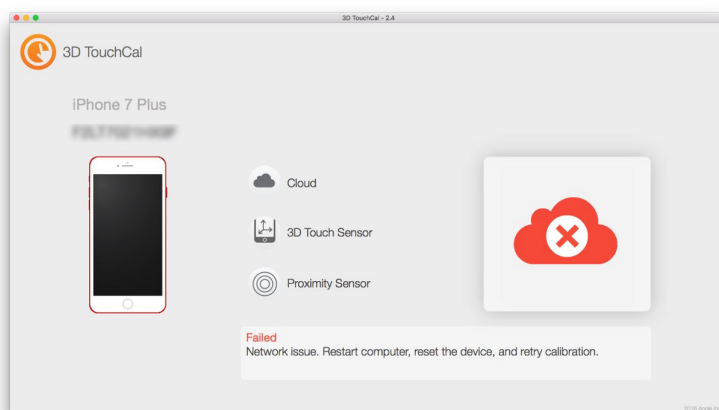 3D TouchCal - 2.4
3D TouchCal
iPhone 7 Plus
Cloud
3D Touch Sensor
Proximity Sensor
Failed
Network issue. Restart computer, reset the device, and retry calibration.